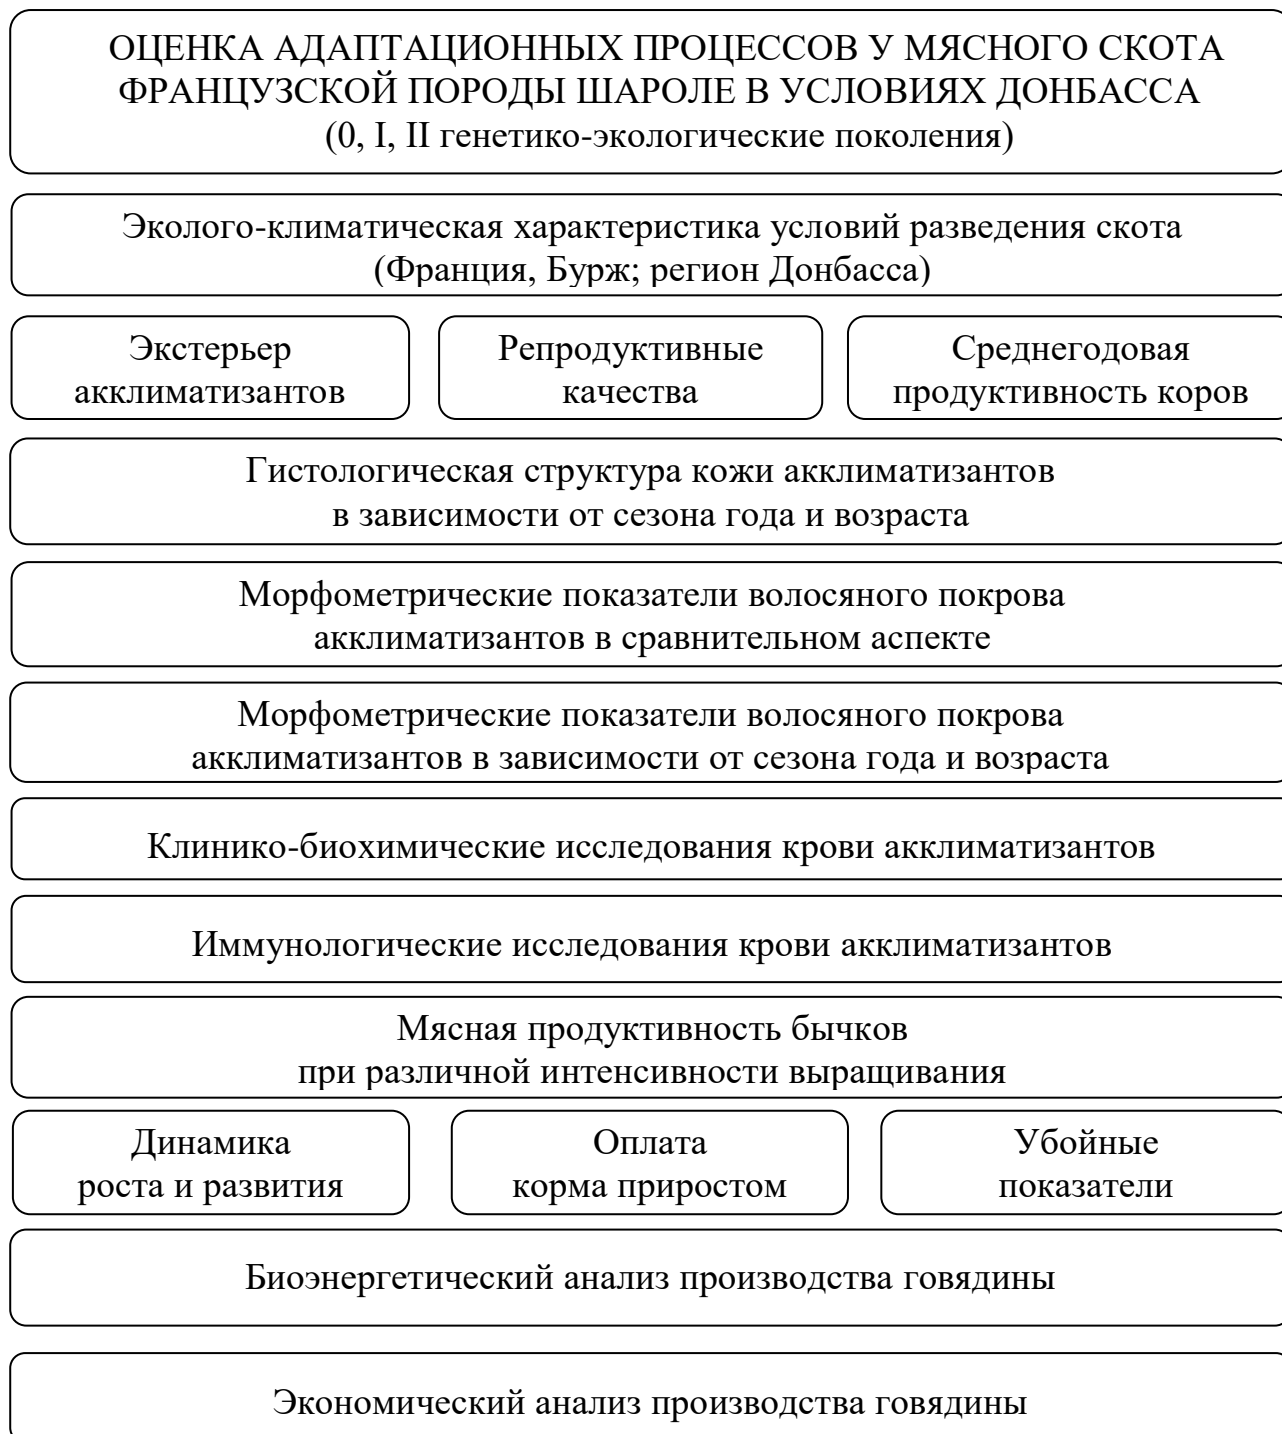 ОЦЕНКА АДАПТАЦИОННЫХ ПРОЦЕССОВ У МЯСНОГО СКОТА
ФРАНЦУЗСКОЙ ПОРОДЫ ШАРОЛЕ В УСЛОВИЯХ ДОНБАССА
(0, I, II генетико-экологические поколения)
Эколого-климатическая характеристика условий разведения скота
(Франция, Бурж; регион Донбасса)
Экстерьер
акклиматизантов
Репродуктивные
качества
Среднегодовая
продуктивность коров
Гистологическая структура кожи акклиматизантов
в зависимости от сезона года и возраста
Морфометрические показатели волосяного покрова
акклиматизантов в сравнительном аспекте
Морфометрические показатели волосяного покрова
акклиматизантов в зависимости от сезона года и возраста
Клинико-биохимические исследования крови акклиматизантов
Иммунологические исследования крови акклиматизантов
Мясная продуктивность бычков
при различной интенсивности выращивания
Динамика
роста и развития
Оплата
корма приростом
Убойные
показатели
Биоэнергетический анализ производства говядины
Экономический анализ производства говядины